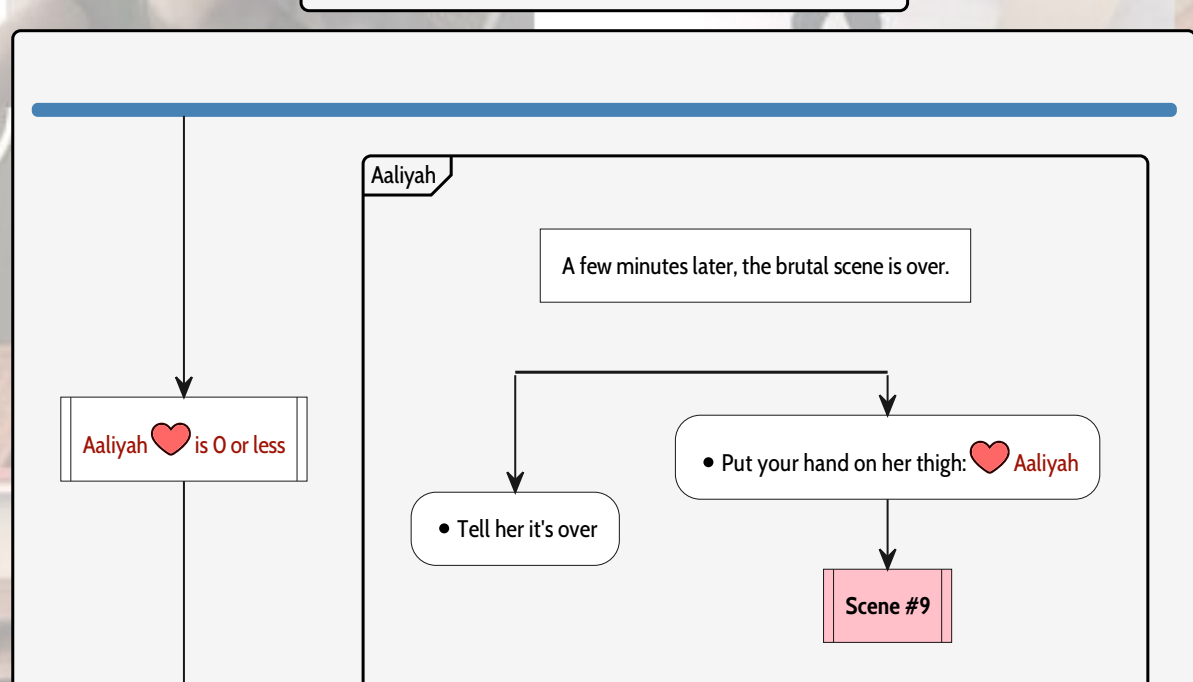 Aaliyah
A few minutes later, the brutal scene is over.
Aaliyah ❤ is 0 or less
• Put your hand on her thigh: ❤ Aaliyah
• Tell her it's over
Scene #9